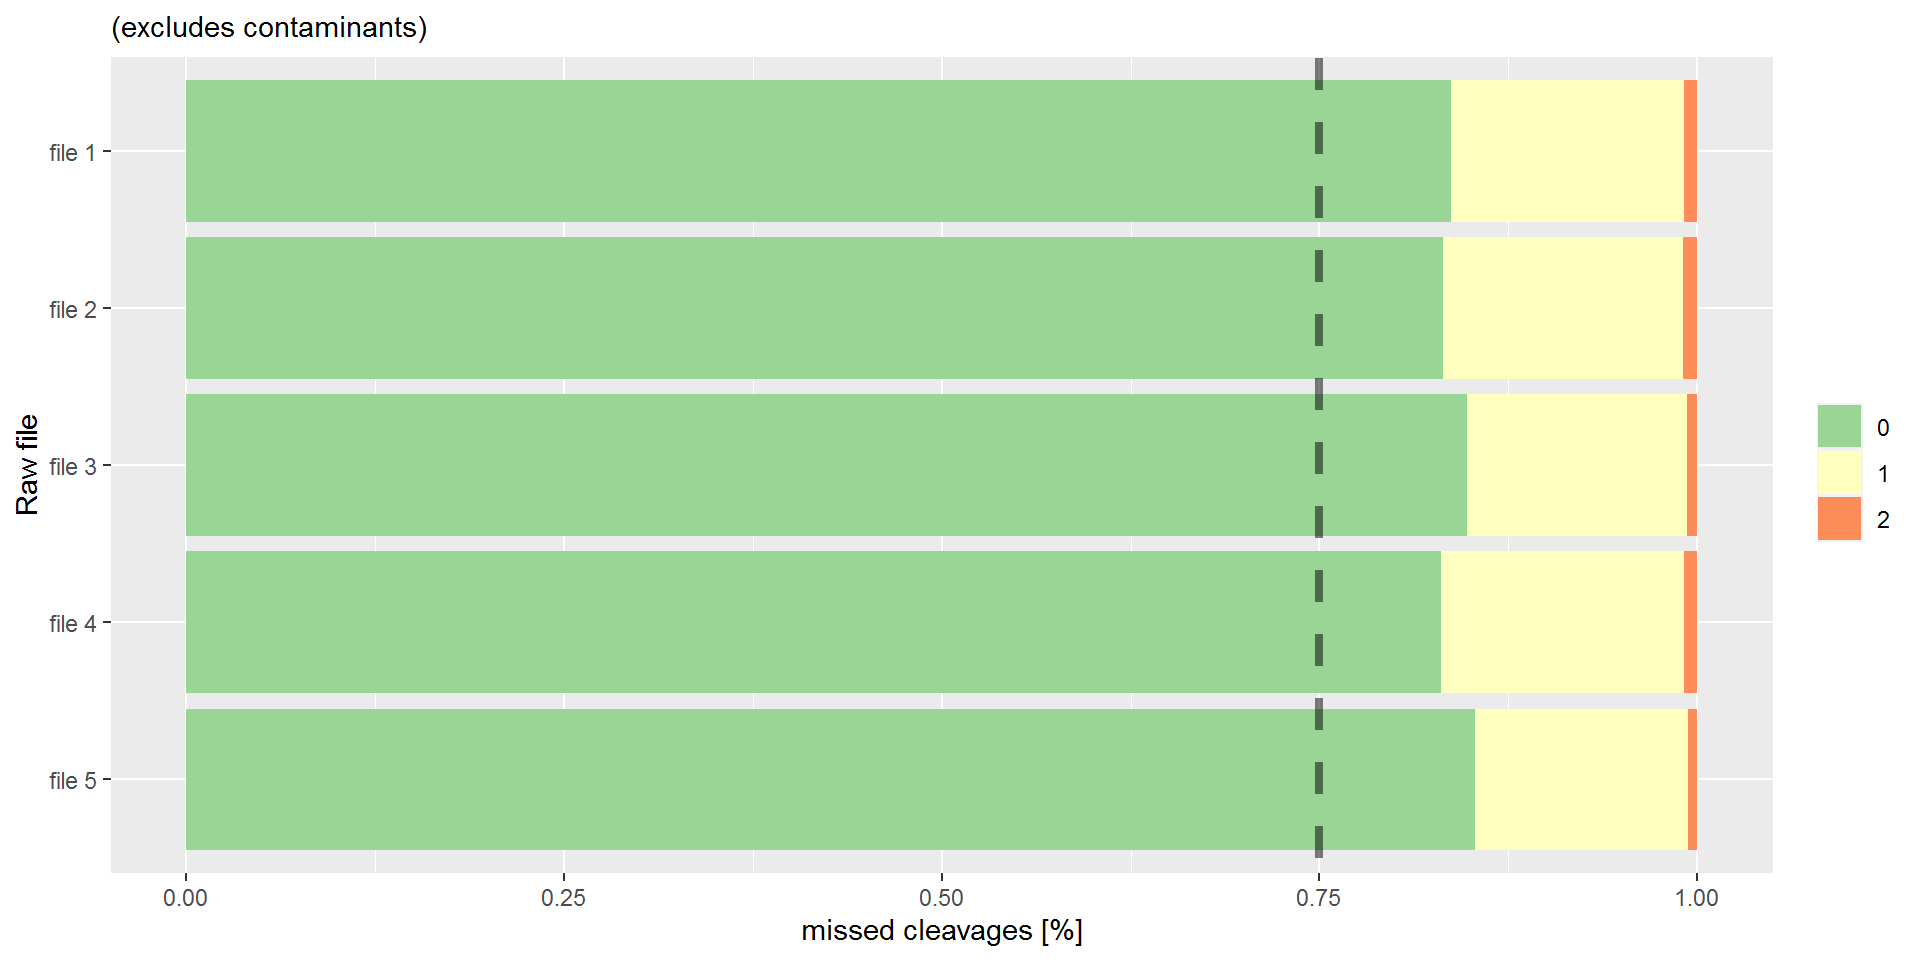 (excludes contaminants)
Raw file
file 1
file 2
file 3
file 4
file 5
0.00 0.25 0.50 0.75 1.00
missed cleavages [%]
0
1
2